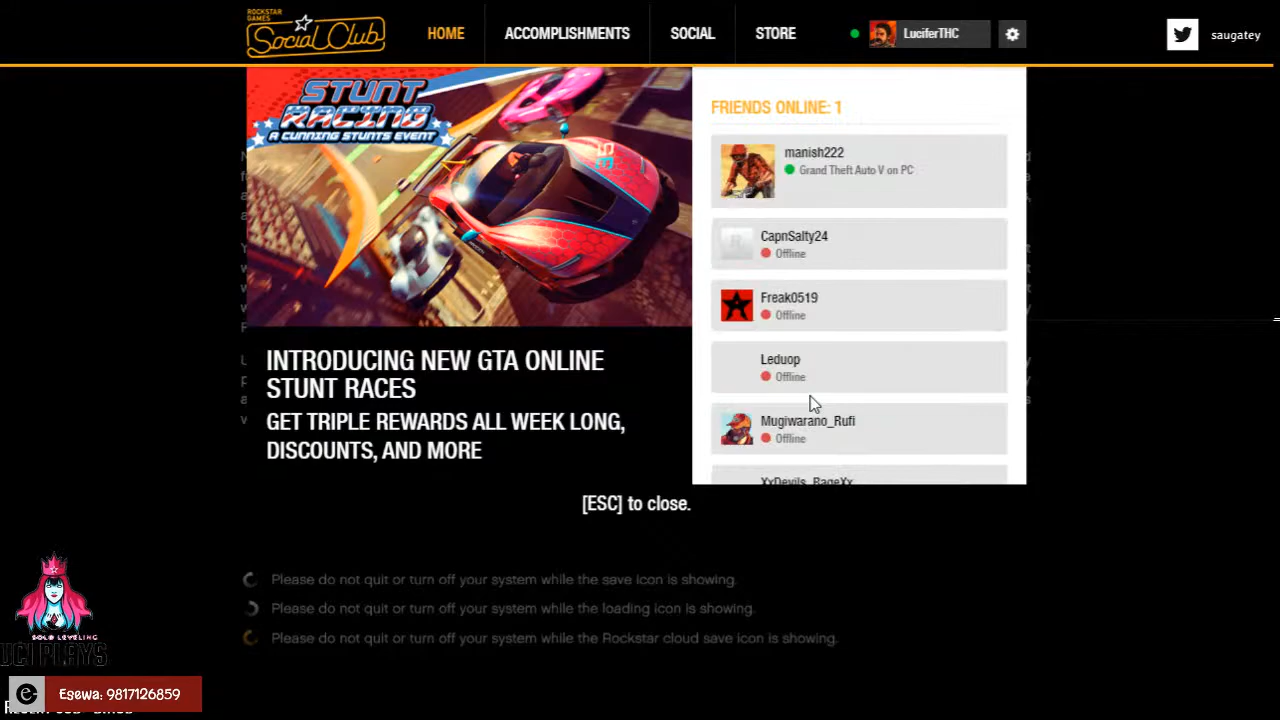 ROCKSTAR
GAMES
Social Club
HOME
ACCOMPLISHMENTS
SOCIAL
STORE
LuciferTHC
saugatey
STUNT
RACING
A CUNNING STUNTS EVENT
INTRODUCING NEW GTA ONLINE
STUNT RACES
GET TRIPLE REWARDS ALL WEEK LONG,
DISCOUNTS, AND MORE
FRIENDS ONLINE: 1
manish222
Grand Theft Auto V on PC
CapnSalty24
Offline
Freak0519
Offline
Leduop
Offline
Mugiwarano_Rufi
Offline
XxDevils_RageXx
[ESC] to close.
Please do not quit or turn off your system while the save icon is showing.
Please do not quit or turn off your system while the loading icon is showing.
Please do not quit or turn off your system while the Rockstar cloud save icon is showing.
SOLO LEVELING
UCI PLAYS
Esewa: 9817126859